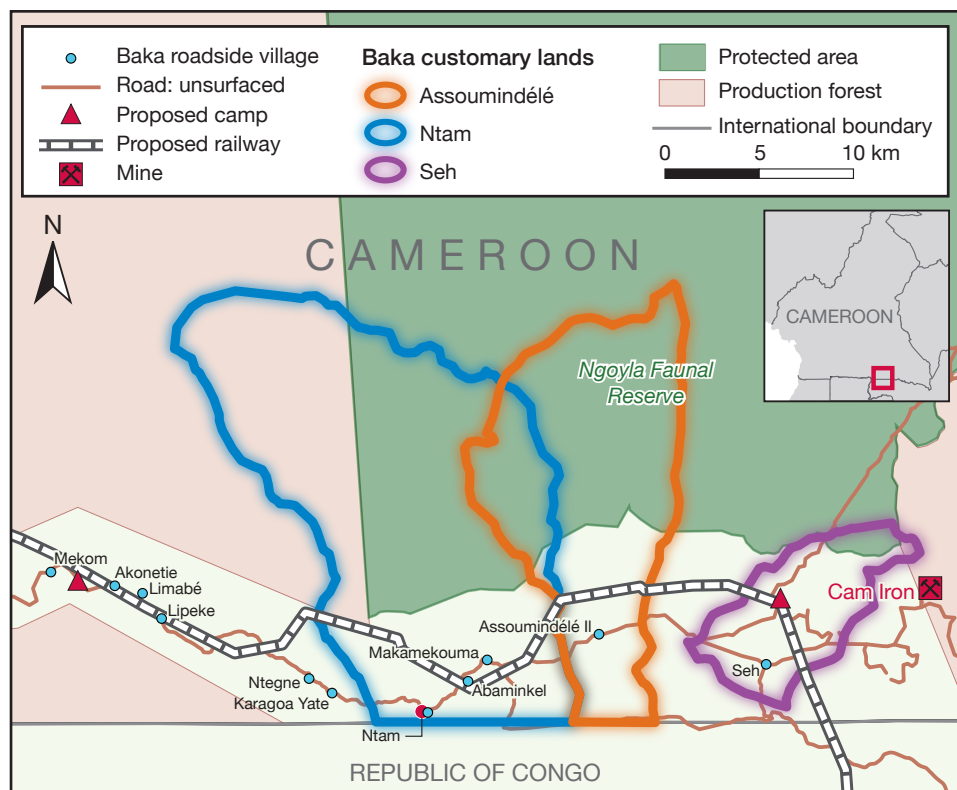 Baka roadside village
Road: unsurfaced
Proposed camp
Proposed railway
Mine
Baka customary lands
Assoumindélé
Ntam
Seh
Protected area
Production forest
International boundary
0 5 10 km
N
CAMEROON
CAMEROON
Ngoyla Faunal
Reserve
Mekom
Akonetie
Limabé
Lipeke
Cam Iron
Assoumindélé II
Makamekouma
Seh
Ntegne
Abaminkel
Karagoa Yate
Ntam
REPUBLIC OF CONGO